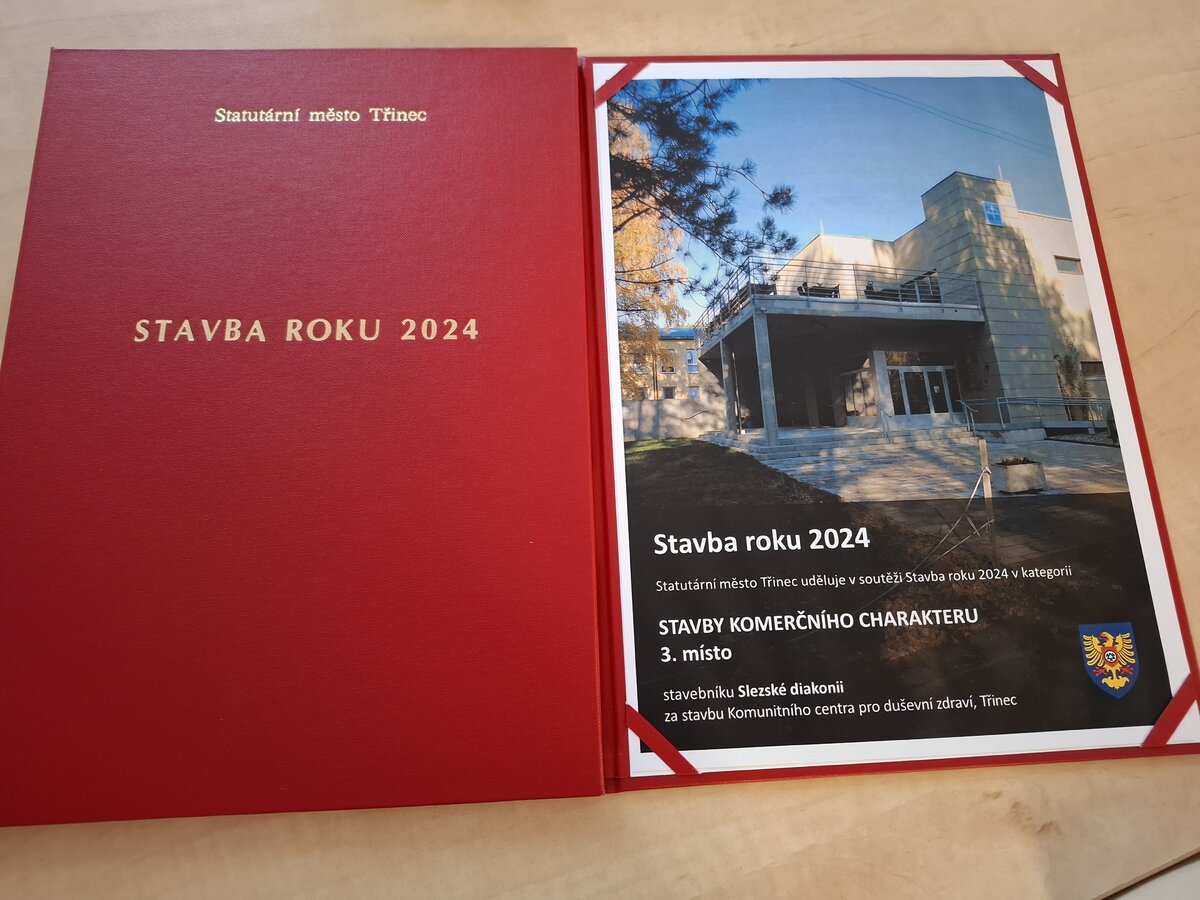 Statutární město Třinec
STAVBA ROKU 2024
Stavba roku 2024
Statutární město Třinec uděluje v soutěži Stavba roku 2024 v kategorii
STAVBY KOMERČNÍHO CHARAKTERU
3. místo
stavebníku Slezské diakonii
za stavbu Komunitního centra pro duševní zdraví, Třinec